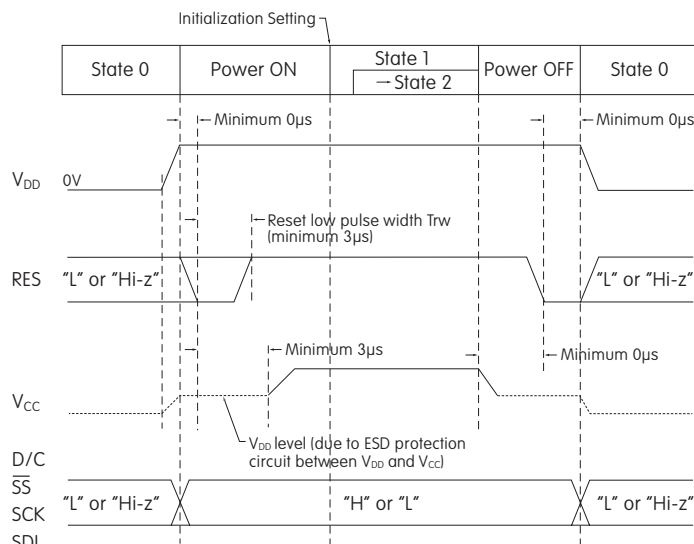 Initialization Setting
State 0
Power ON
State 1
→ State 2
Power OFF
State 0
Minimum 0µs
Minimum 0µs
VDD
0V
Reset low pulse width Trw
(minimum 3µs)
RES
"L" or "Hi-z"
"L" or "Hi-z"
Minimum 3µs
Minimum 0µs
VCC
VDD level (due to ESD protection
circuit between VDD and VCC)
D/C
SS
SCK
SDI
"L" or "Hi-z"
"H" or "L"
"L" or "Hi-z"